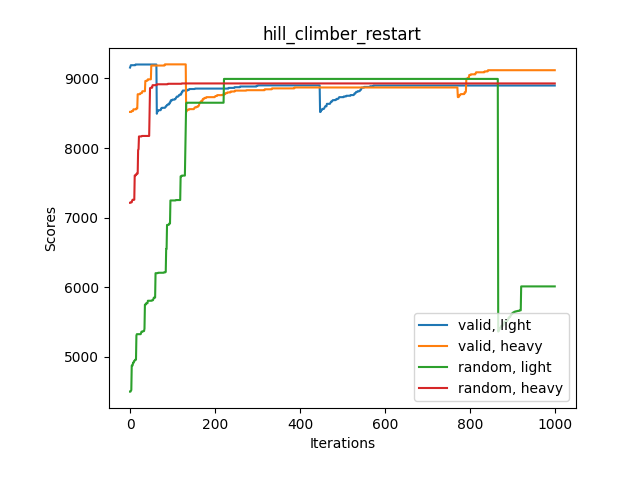 hill_climber_restart
9000
8000
7000
6000
5000
Scores
0 200 400 600 800 1000
Iterations
valid, light
valid, heavy
random, light
random, heavy